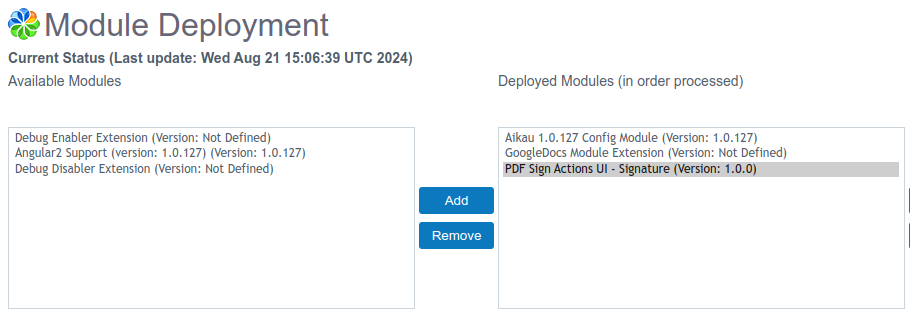 Module Deployment
Current Status (Last update: Wed Aug 21 15:06:39 UTC 2024)
Available Modules
Deployed Modules (in order processed)
Debug Enabler Extension (Version: Not Defined)
Angular2 Support (version: 1.0.127) (Version: 1.0.127)
Debug Disabler Extension (Version: Not Defined)
Add
Remove
Aikau 1.0.127 Config Module (Version: 1.0.127)
GoogleDocs Module Extension (Version: Not Defined)
PDF Sign Actions UI - Signature (Version: 1.0.0)